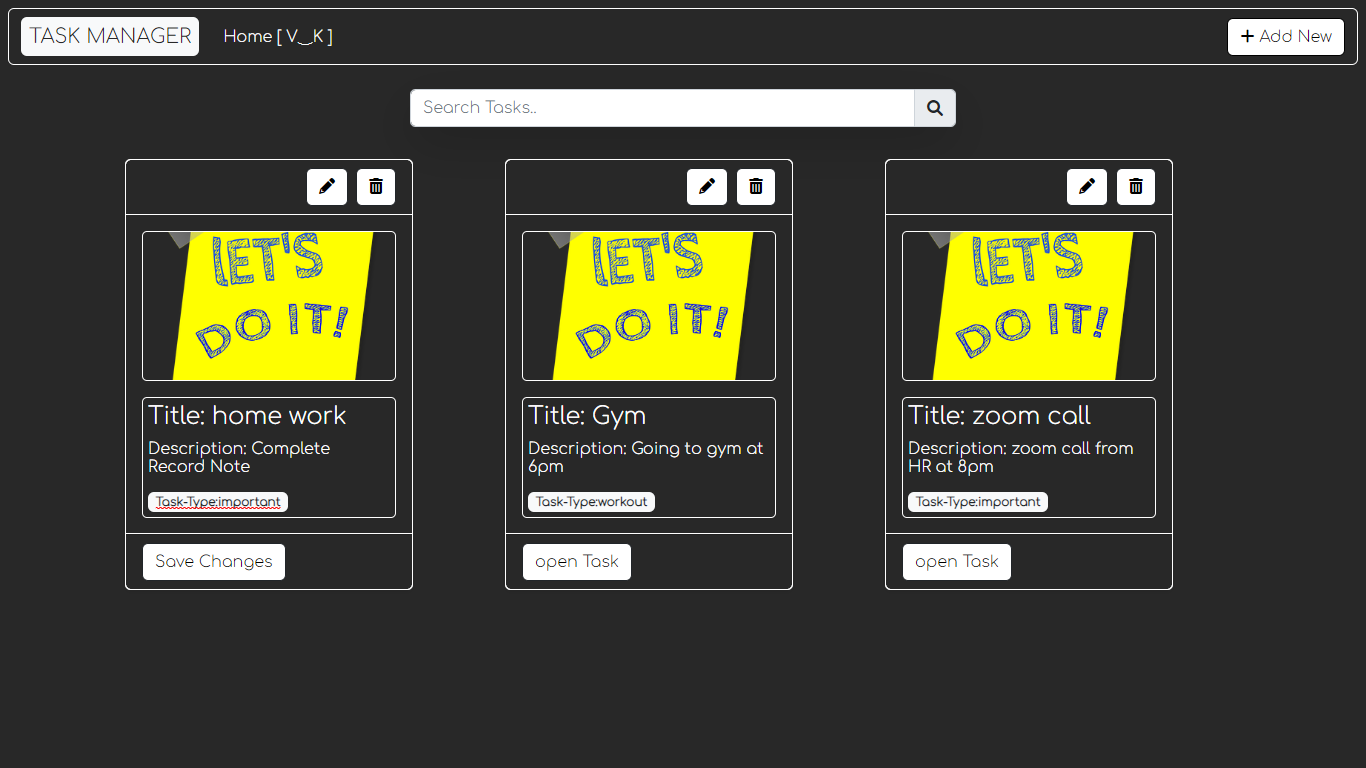 TASK MANAGER
Home [ V__K ]
Add New
Search Tasks..
LET'S
DO IT!
Title: home work
Description: Complete
Record Note
Task-Type:important
Save Changes
LET'S
DO IT!
Title: Gym
Description: Going to gym at
6pm
Task-Type:workout
open Task
LET'S
DO IT!
Title: zoom call
Description: zoom call from
HR at 8pm
Task-Type:important
open Task